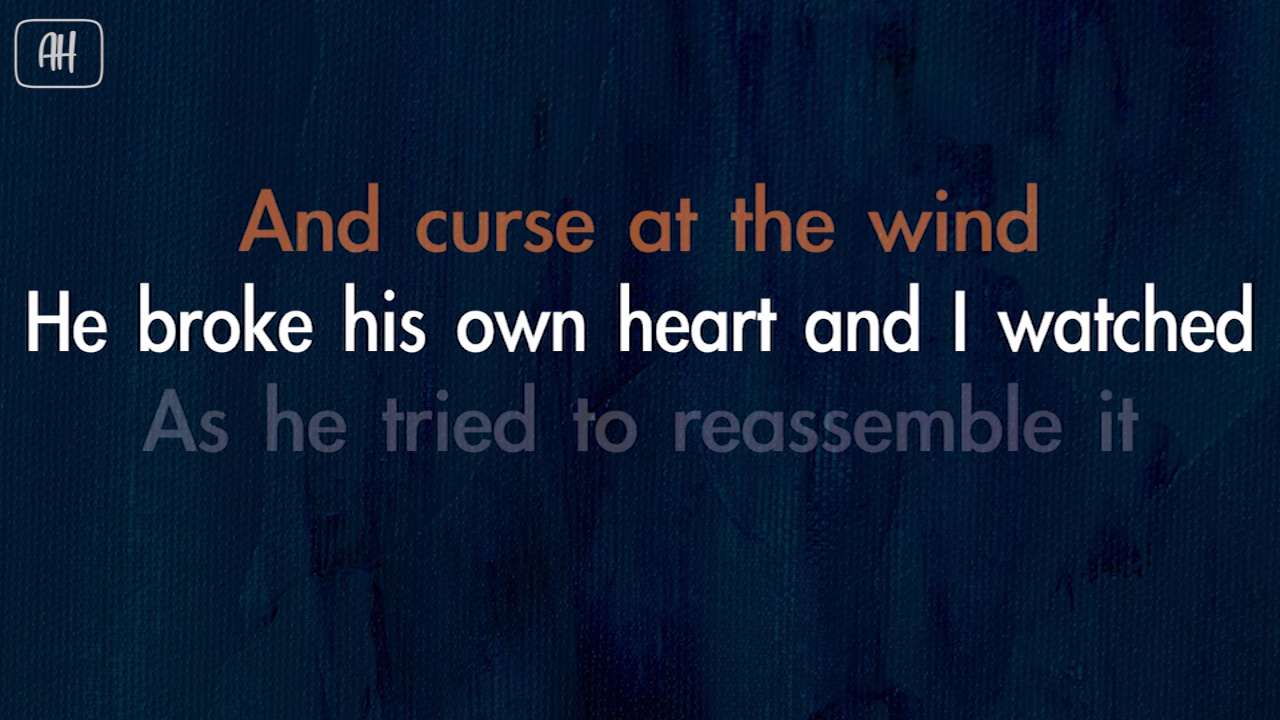 AH
And curse at the wind
He broke his own heart and I watched
As he tried to reassemble it